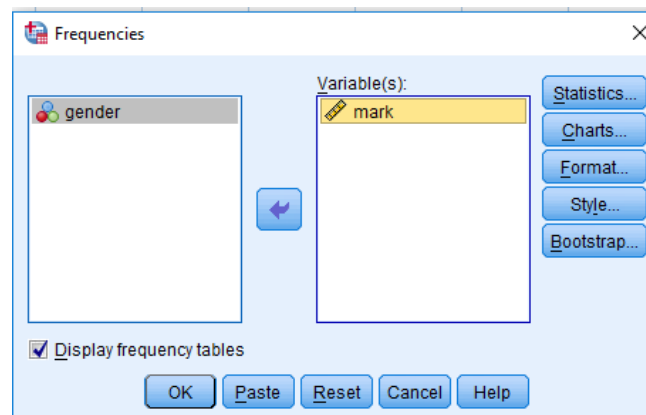 Frequencies
Variable(s):
gender
mark
Statistics...
Charts...
Format...
Style...
Bootstrap...
Display frequency tables
OK Paste Reset Cancel Help